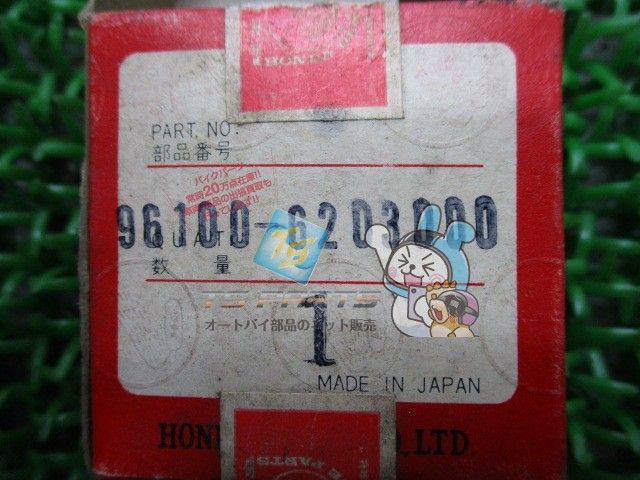 HONDA
PART. NO.
部品番号
バイクパーツ
常時20万点在庫!!
96100-6203000
数 量
オートバイ部品のネット販売
1
MADE IN JAPAN
PARTS
LTD